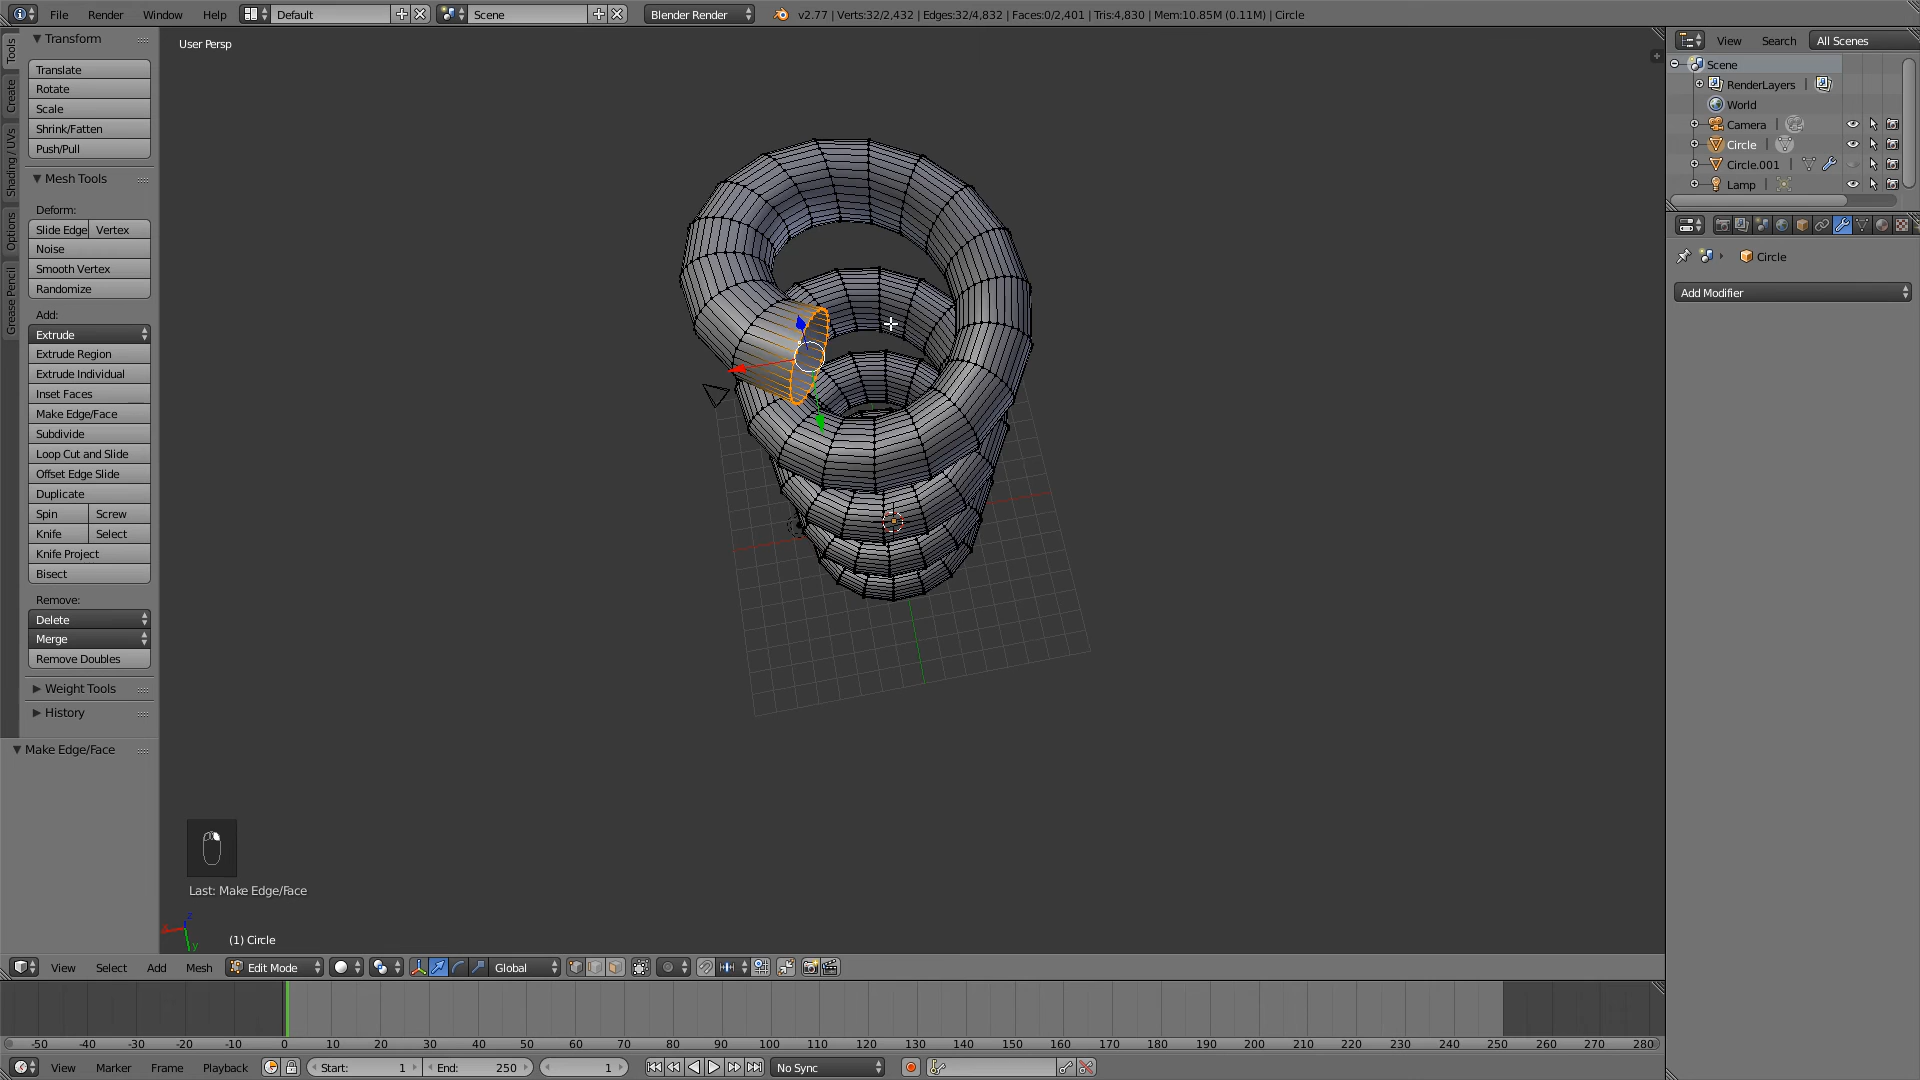 File Render Window Help Default Scene Blender Render v2.77 | Verts:32/2,432 | Edges:32/4,832 | Faces:0/2,401 | Tris:4,830 | Mem:10.85M (0.11M) | Circle
Tools
Create
Shading / UVs
Options
Grease Pencil
Transform
Translate
Rotate
Scale
Shrink/Fatten
Push/Pull
Mesh Tools
Deform:
Slide Edge Vertex
Noise
Smooth Vertex
Randomize
Add:
Extrude
Extrude Region
Extrude Individual
Inset Faces
Make Edge/Face
Subdivide
Loop Cut and Slide
Offset Edge Slide
Duplicate
Spin Screw
Knife Select
Knife Project
Bisect
Remove:
Delete
Merge
Remove Doubles
Weight Tools
History
Make Edge/Face
User Persp
Last: Make Edge/Face
z
x
y
(1) Circle
View Search All Scenes
Scene
RenderLayers |
World
Camera |
Circle |
Circle.001 |
Lamp |
Circle
Add Modifier
View Select Add Mesh Edit Mode Global
-50 -40 -30 -20 -10 0 10 20 30 40 50 60 70 80 90 100 110 120 130 140 150 160 170 180 190 200 210 220 230 240 250 260 270 280
View Marker Frame Playback Start: 1 End: 250 1 No Sync